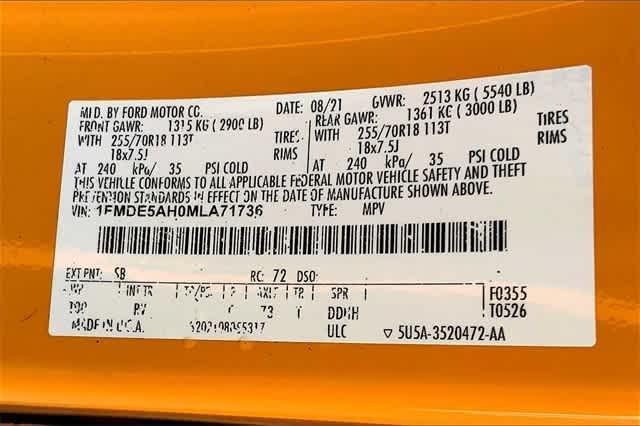 MFD. BY FORD MOTOR CO.
DATE: 08/21 GVWR: 2513 KG ( 5540 LB)
FRONT GAWR: 1315 KG ( 2900 LB) REAR GAWR: 1361 KG ( 3000 LB)
WITH 255/70R18 113T TIRES WITH 255/70R18 113T TIRES
18x7.5J RIMS 18x7.5J RIMS
AT 240 kPa/ 35 PSI COLD AT 240 kPa/ 35 PSI COLD
THIS VEHICLE CONFORMS TO ALL APPLICABLE FEDERAL MOTOR VEHICLE SAFETY AND THEFT
PREVENTION STANDARDS IN EFFECT ON THE DATE OF MANUFACTURE SHOWN ABOVE.
VIN: 1FMDE5AH0MLA71736 TYPE: MPV
EXT PNT: SB RC: 72 DSO:
INT TR AXLE TR SPR F0355
73 DDHH T0526
MADE IN U.S.A. ULC ▽ 5U5A-3520472-AA